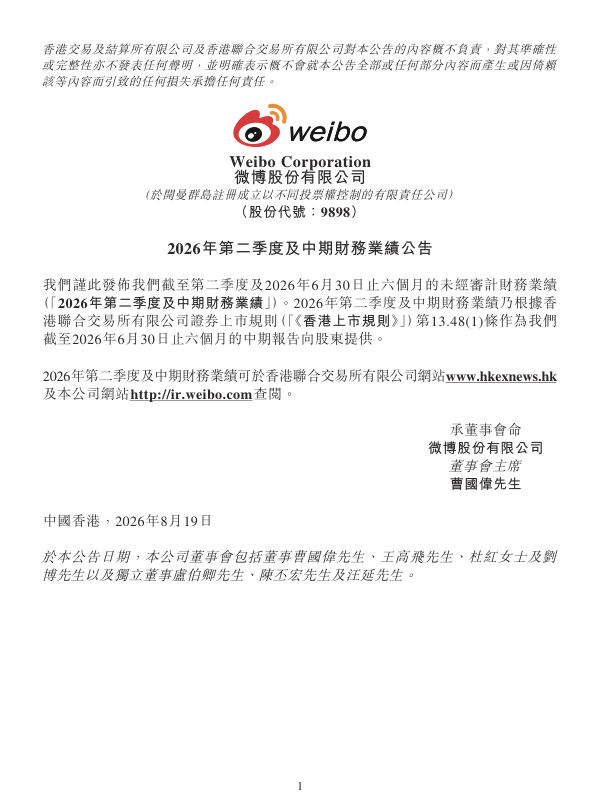 香港交易及結算所有限公司及香港聯合交易所有限公司對本公告的內容概不負責，對其準確性
或完整性亦不發表任何聲明，並明確表示概不會就本公告全部或任何部分內容而產生或因倚賴
該等內容而引致的任何損失承擔任何責任。
weibo
Weibo Corporation
微博股份有限公司
（於開曼群島註冊成立以不同投票權控制的有限責任公司）
（股份代號：9898）
2026年第二季度及中期財務業績公告
我們謹此發佈我們截至第二季度及2026年6月30日止六個月的未經審計財務業績
（「2026年第二季度及中期財務業績」）。2026年第二季度及中期財務業績乃根據香
港聯合交易所有限公司證券上市規則（「《香港上市規則》」）第13.48(1)條作為我們
截至2026年6月30日止六個月的中期報告向股東提供。
2026年第二季度及中期財務業績可於香港聯合交易所有限公司網站www.hkexnews.hk
及本公司網站http://ir.weibo.com查閱。
承董事會命
微博股份有限公司
董事會主席
曹國偉先生
中國香港，2026年8月19日
於本公告日期，本公司董事會包括董事曹國偉先生、王高飛先生、杜紅女士及劉
博先生以及獨立董事盧伯卿先生、陳丕宏先生及汪延先生。
1